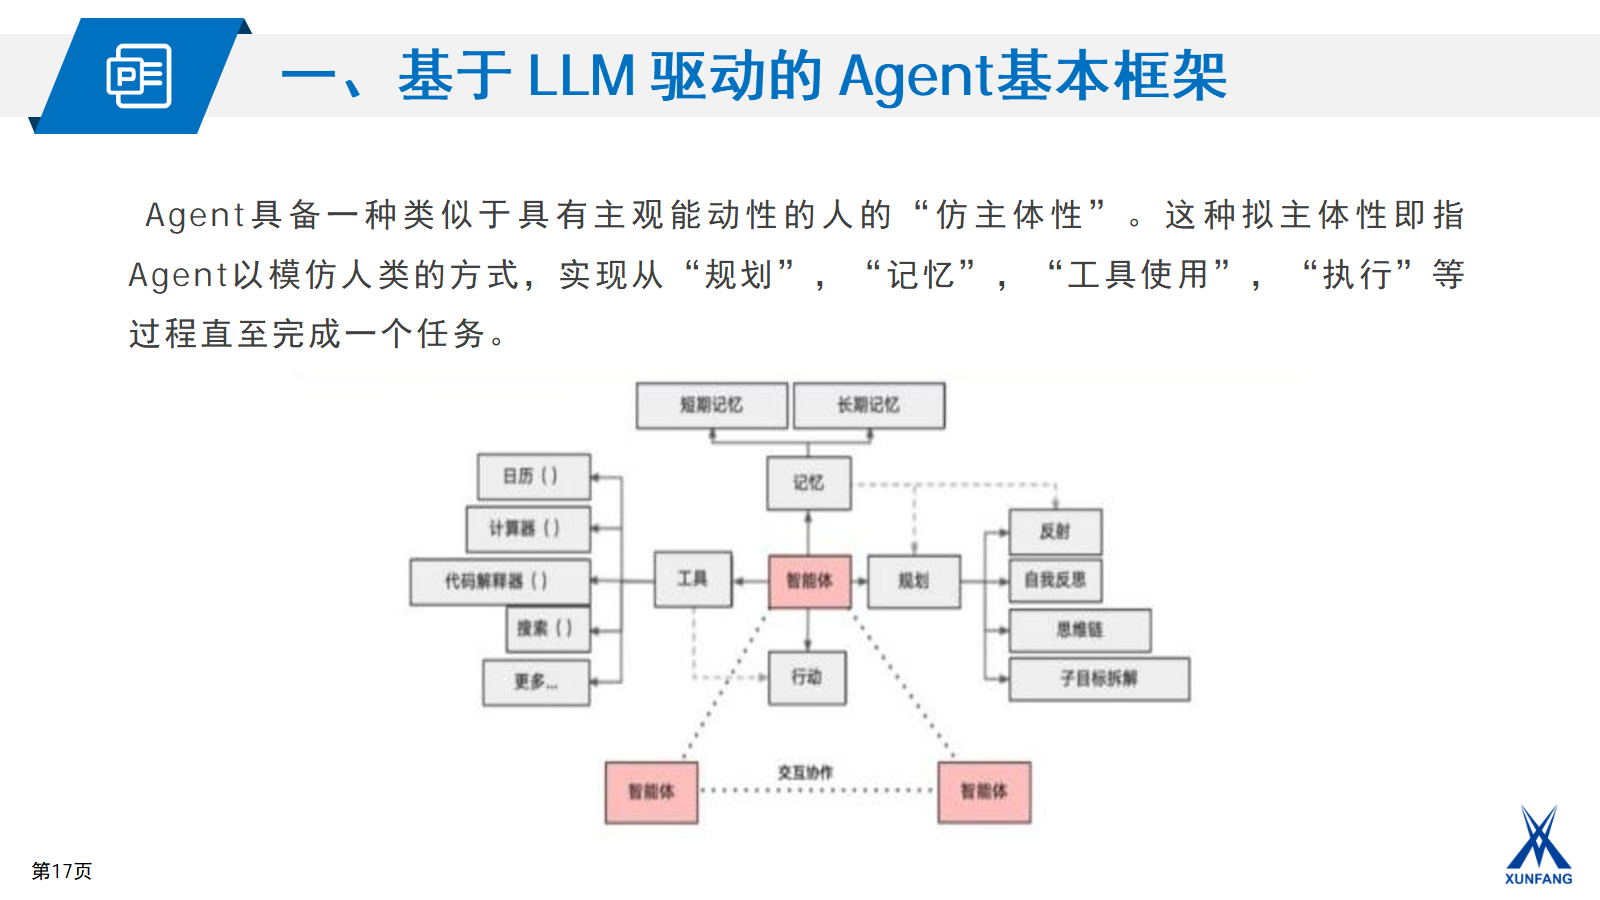 一、基于 LLM 驱动的 Agent基本框架
Agent具备一种类似于具有主观能动性的人的“仿主体性”。这种拟主体性即指
Agent以模仿人类的方式，实现从“规划”，“记忆”，“工具使用”，“执行”等
过程直至完成一个任务。
短期记忆
长期记忆
日历（）
记忆
计算器（）
反射
代码解释器（）
工具
智能体
规划
自我反思
搜索（）
思维链
更多...
行动
子目标拆解
交互协作
智能体
智能体
第17页
XUNFANG